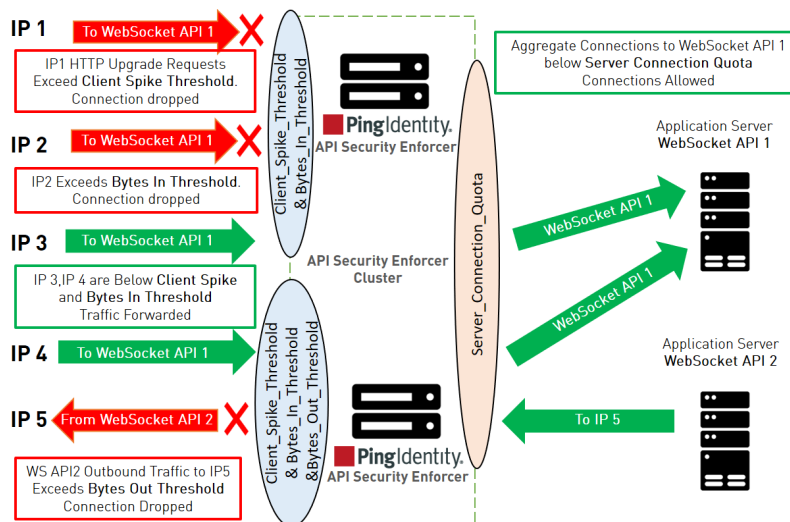 IP 1
To WebSocket API 1
IP1 HTTP Upgrade Requests
Exceed Client Spike Threshold.
Connection dropped
IP 2
To WebSocket API 1
IP2 Exceeds Bytes In Threshold.
Connection dropped
IP 3
To WebSocket API 1
IP 3,IP 4 are Below Client Spike
and Bytes In Threshold
Traffic Forwarded
IP 4
To WebSocket API 1
IP 5
From WebSocket API 2
WS API2 Outbound Traffic to IP5
Exceeds Bytes Out Threshold
Connection Dropped
Client_Spike_Threshold
& Bytes_In_Threshold
PingIdentity.
API Security Enforcer
API Security Enforcer
Cluster
Client_Spike_Threshold
& Bytes_In_Threshold
&Bytes_Out_Threshold
PingIdentity.
API Security Enforcer
Server_Connection_Quota
Aggregate Connections to WebSocket API 1
below Server Connection Quota
Connections Allowed
Application Server
WebSocket API 1
WebSocket API 1
WebSocket API 1
Application Server
WebSocket API 2
To IP 5